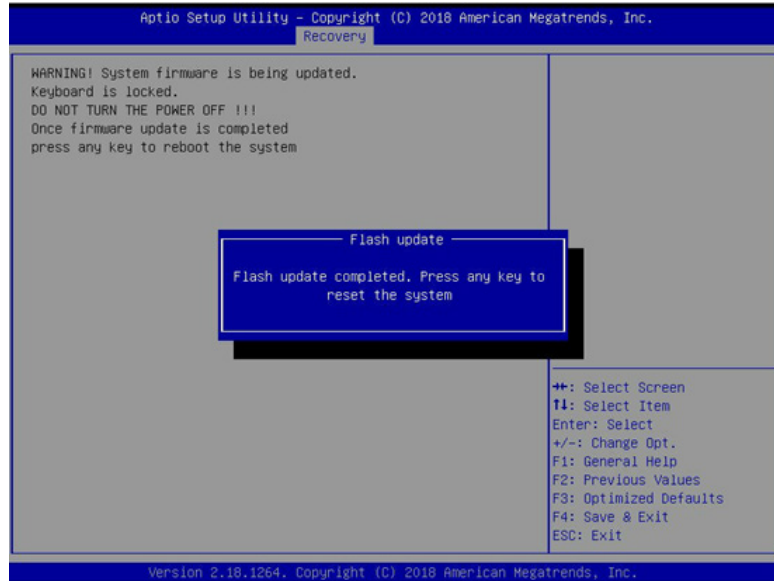 Aptio Setup Utility – Copyright (C) 2018 American Megatrends, Inc.
Recovery
WARNING! System firmware is being updated.
Keyboard is locked.
DO NOT TURN THE POWER OFF !!!
Once firmware update is completed
press any key to reboot the system
Flash update
Flash update completed. Press any key to
reset the system
→←: Select Screen
↑↓: Select Item
Enter: Select
+/-: Change Opt.
F1: General Help
F2: Previous Values
F3: Optimized Defaults
F4: Save & Exit
ESC: Exit
Version 2.18.1264. Copyright (C) 2018 American Megatrends, Inc.